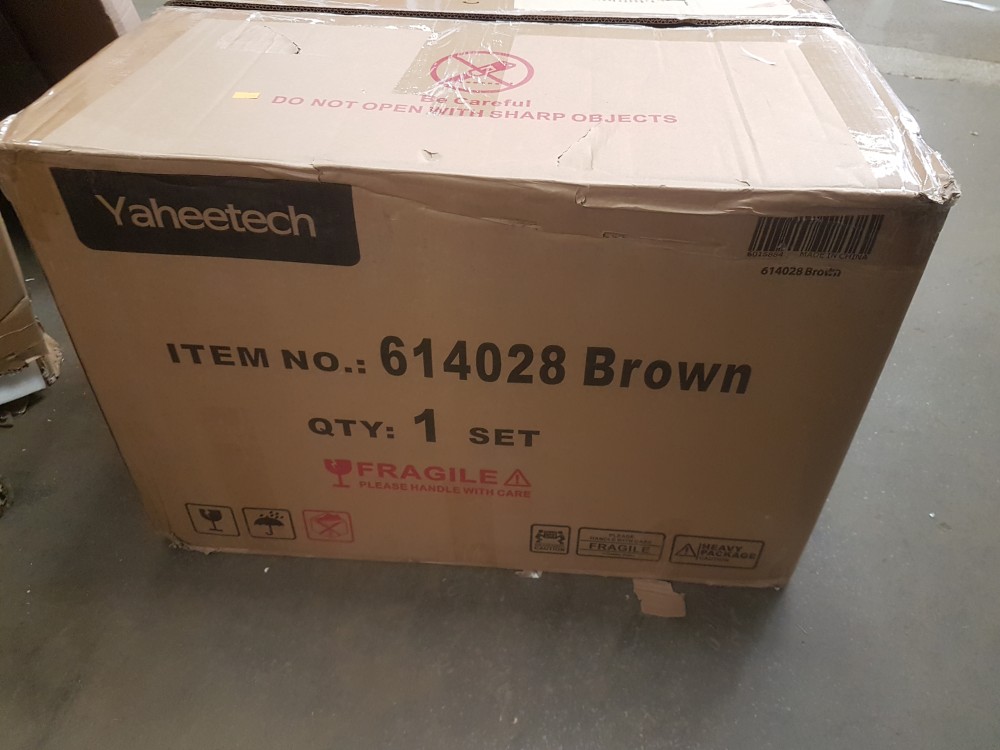 Be Careful
DO NOT OPEN WITH SHARP OBJECTS
Yaheetech
MADE IN CHINA
614028 Brown
ITEM NO.: 614028 Brown
QTY: 1 SET
FRAGILE
PLEASE HANDLE WITH CARE
PLEASE
FRAGILE
HEAVY
PACKAGE